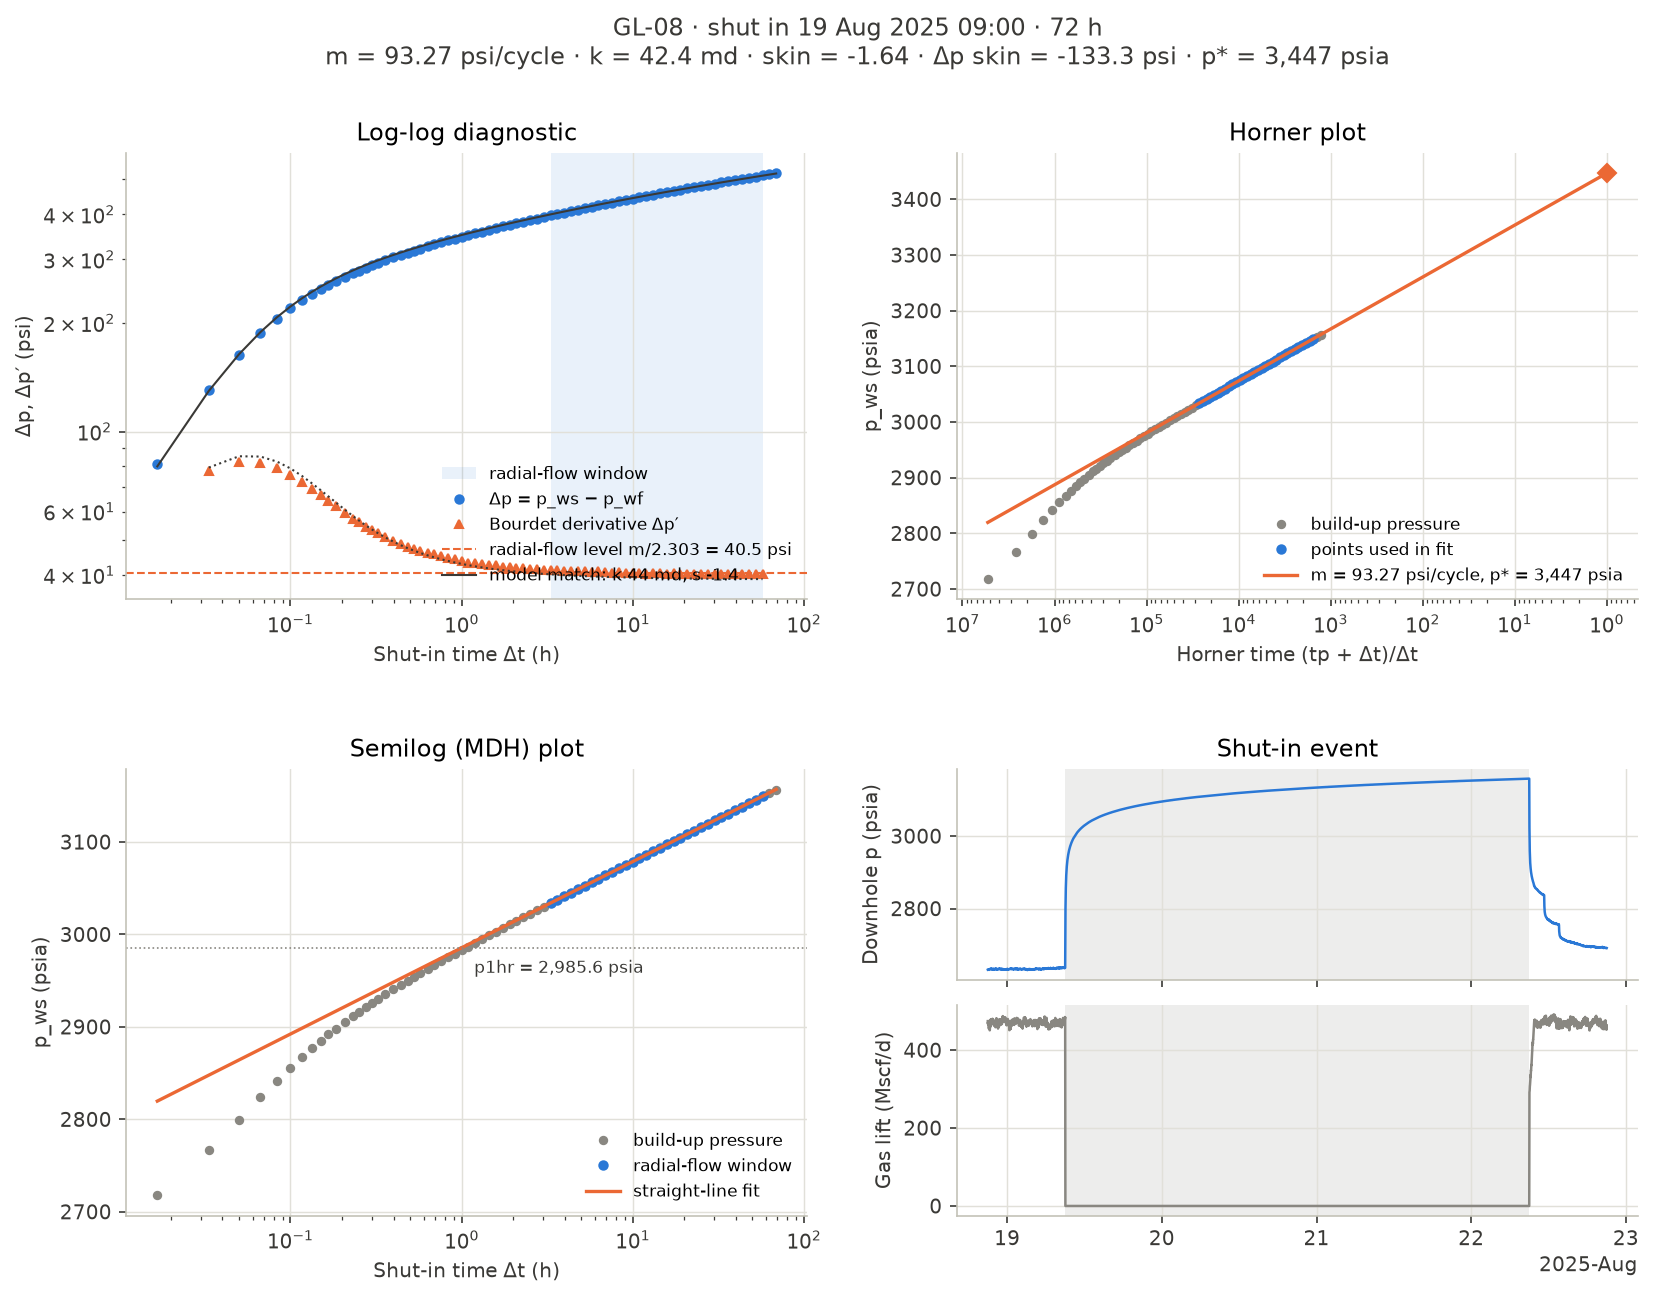 GL-08 · shut in 19 Aug 2025 09:00 · 72 h
m = 93.27 psi/cycle · k = 42.4 md · skin = -1.64 · Δp skin = -133.3 psi · p* = 3,447 psia
Log-log diagnostic
Δp, Δp′ (psi)
4 × 10²
3 × 10²
2 × 10²
10²
6 × 10¹
4 × 10¹
radial-flow window
Δp = p_ws − p_wf
Bourdet derivative Δp′
radial-flow level m/2.303 = 40.5 psi
model match: k 44 md, s -1.4
10⁻¹
10⁰
10¹
10²
Shut-in time Δt (h)
Horner plot
p_ws (psia)
3400
3300
3200
3100
3000
2900
2800
2700
build-up pressure
points used in fit
m = 93.27 psi/cycle, p* = 3,447 psia
10⁷
10⁶
10⁵
10⁴
10³
10²
10¹
10⁰
Horner time (tp + Δt)/Δt
Semilog (MDH) plot
p_ws (psia)
3100
3000
2900
2800
2700
p1hr = 2,985.6 psia
build-up pressure
radial-flow window
straight-line fit
10⁻¹
10⁰
10¹
10²
Shut-in time Δt (h)
Shut-in event
Downhole p (psia)
3000
2800
Gas lift (Mscf/d)
400
200
0
19
20
21
22
23
2025-Aug